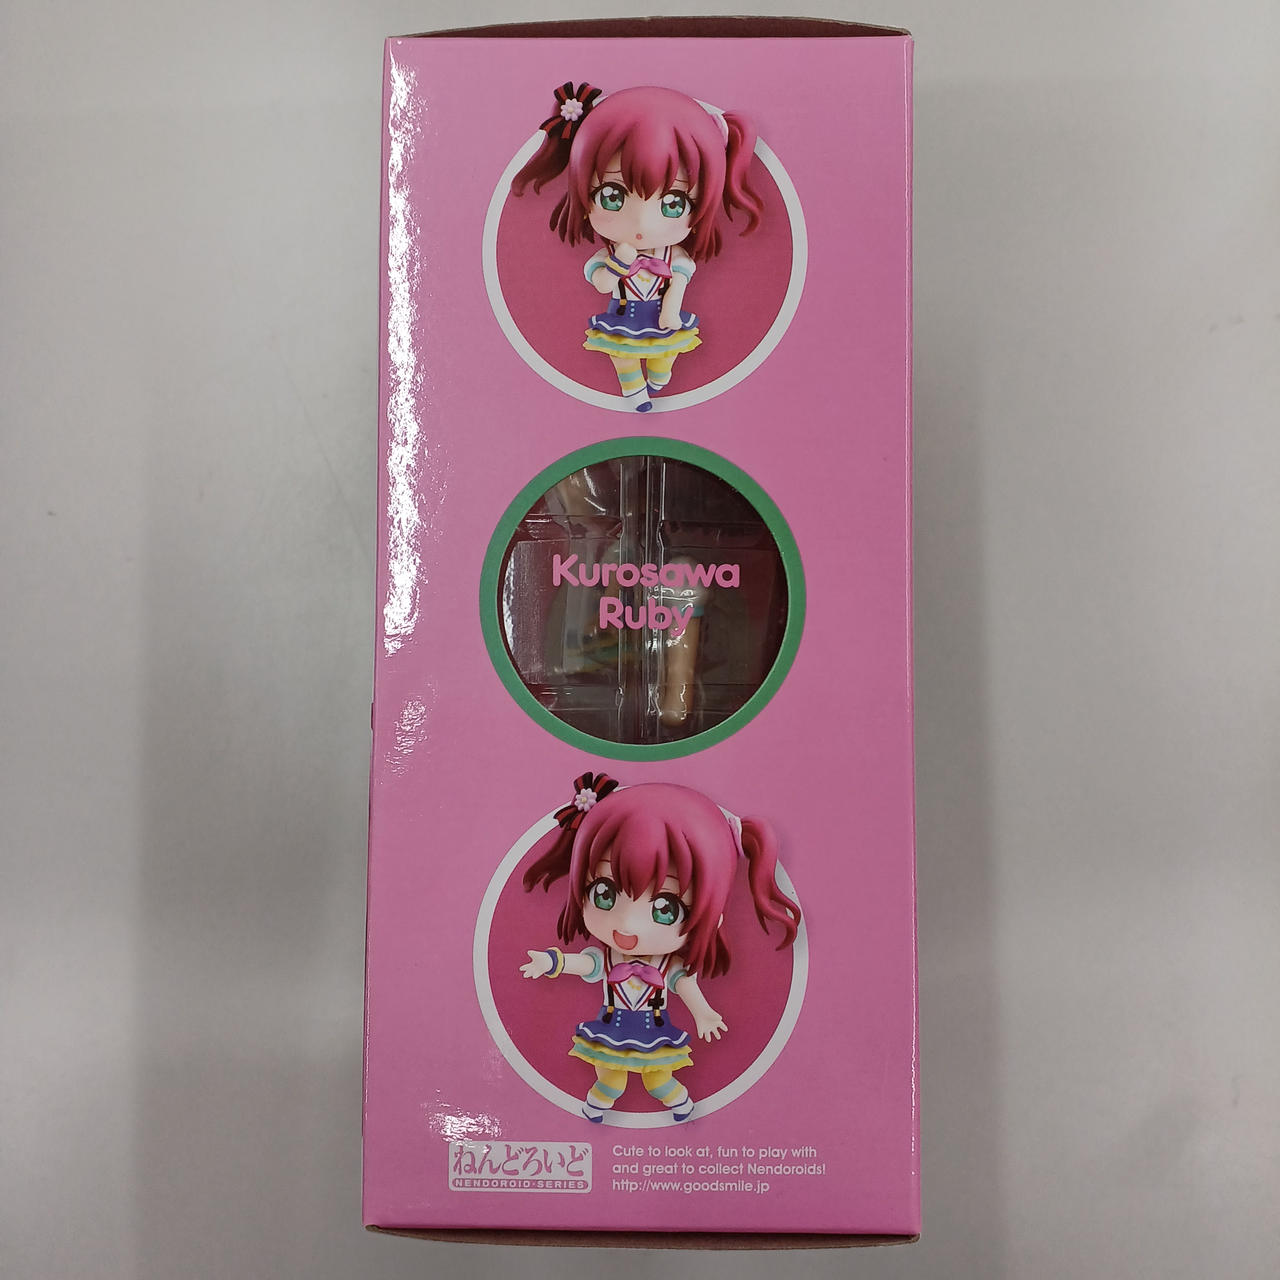 Kurosawa
Ruby
ねんどろいど
NENDOROID・SERIES
Cute to look at, fun to play with
and great to collect Nendoroids!
http://www.goodsmile.jp